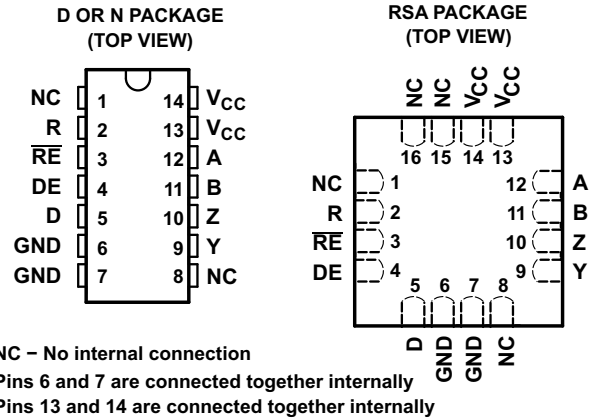 D OR N PACKAGE
(TOP VIEW)
NC 1 14 VCC
R 2 13 VCC
R̅E̅ 3 12 A
DE 4 11 B
D 5 10 Z
GND 6 9 Y
GND 7 8 NC
RSA PACKAGE
(TOP VIEW)
NC NC VCC VCC
16 15 14 13
NC 1 12 A
R 2 11 B
R̅E̅ 3 10 Z
DE 4 9 Y
5 6 7 8
D GND GND NC
NC − No internal connection
Pins 6 and 7 are connected together internally
Pins 13 and 14 are connected together internally